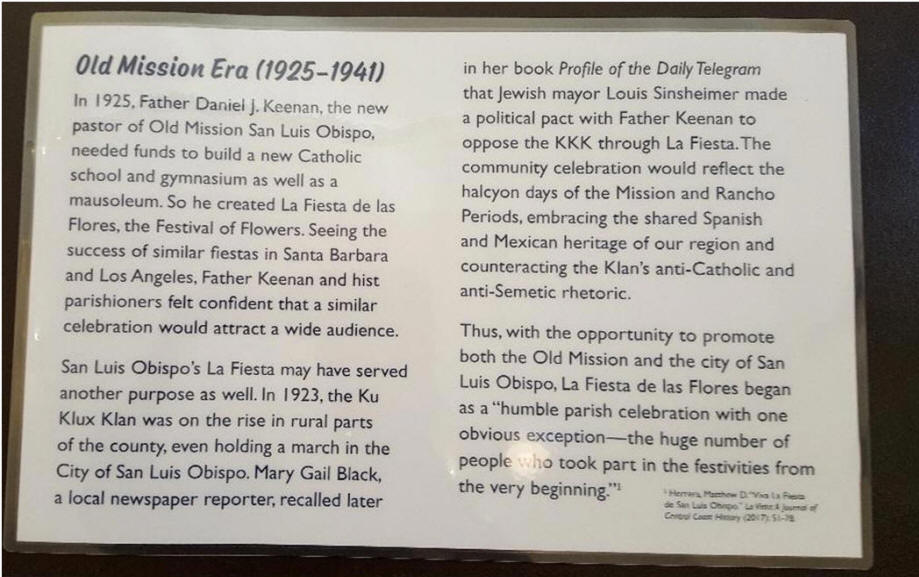 Old Mission Era (1925–1941)
In 1925, Father Daniel J. Keenan, the new
pastor of Old Mission San Luis Obispo,
needed funds to build a new Catholic
school and gymnasium as well as a
mausoleum. So he created La Fiesta de las
Flores, the Festival of Flowers. Seeing the
success of similar fiestas in Santa Barbara
and Los Angeles, Father Keenan and hist
parishioners felt confident that a similar
celebration would attract a wide audience.
San Luis Obispo's La Fiesta may have served
another purpose as well. In 1923, the Ku
Klux Klan was on the rise in rural parts
of the county, even holding a march in the
City of San Luis Obispo. Mary Gail Black,
a local newspaper reporter, recalled later
in her book Profile of the Daily Telegram
that Jewish mayor Louis Sinsheimer made
a political pact with Father Keenan to
oppose the KKK through La Fiesta. The
community celebration would reflect the
halcyon days of the Mission and Rancho
Periods, embracing the shared Spanish
and Mexican heritage of our region and
counteracting the Klan's anti-Catholic and
anti-Semetic rhetoric.
Thus, with the opportunity to promote
both the Old Mission and the city of San
Luis Obispo, La Fiesta de las Flores began
as a "humble parish celebration with one
obvious exception—the huge number of
people who took part in the festivities from
the very beginning."¹
¹ Herrera, Matthew D. "Viva La Fiesta
de San Luis Obispo." La Vista: A Journal of
Central Coast History (2017): 51-78.